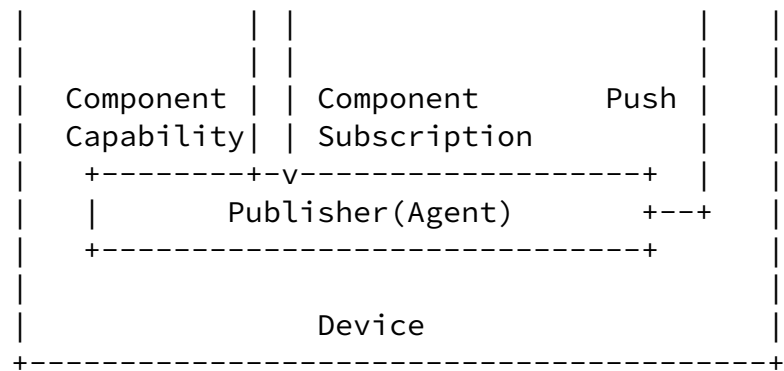 Component Component Push
Capability Subscription
Publisher(Agent)
Device